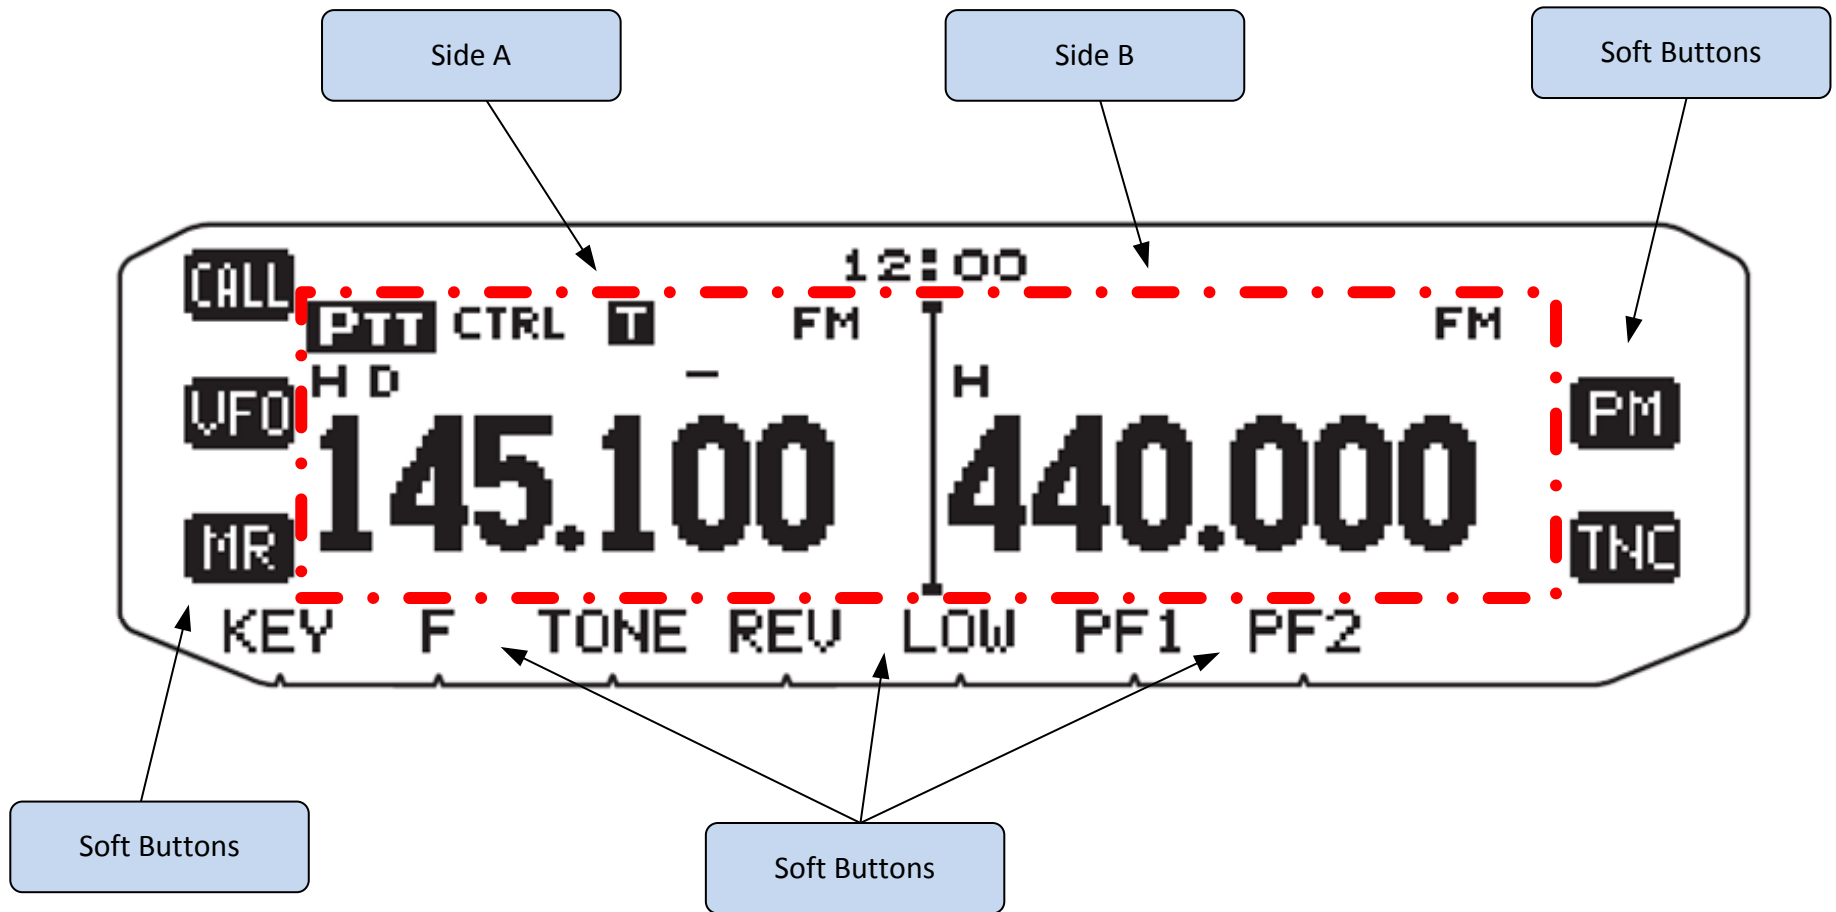 Side A
Side B
Soft Buttons
12:00
CALL
PTT CTRL T FM
FM
H D –
H
VFO
145.100
440.000
PM
MR
TNC
KEY F TONE REV LOW PF1 PF2
Soft Buttons
Soft Buttons